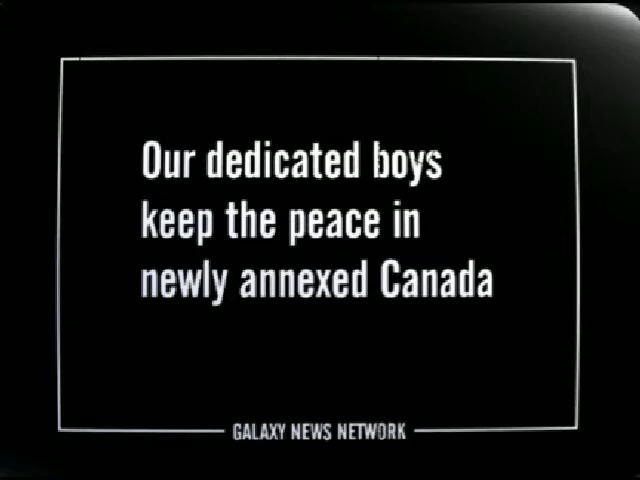 Our dedicated boys
keep the peace in
newly annexed Canada
GALAXY NEWS NETWORK